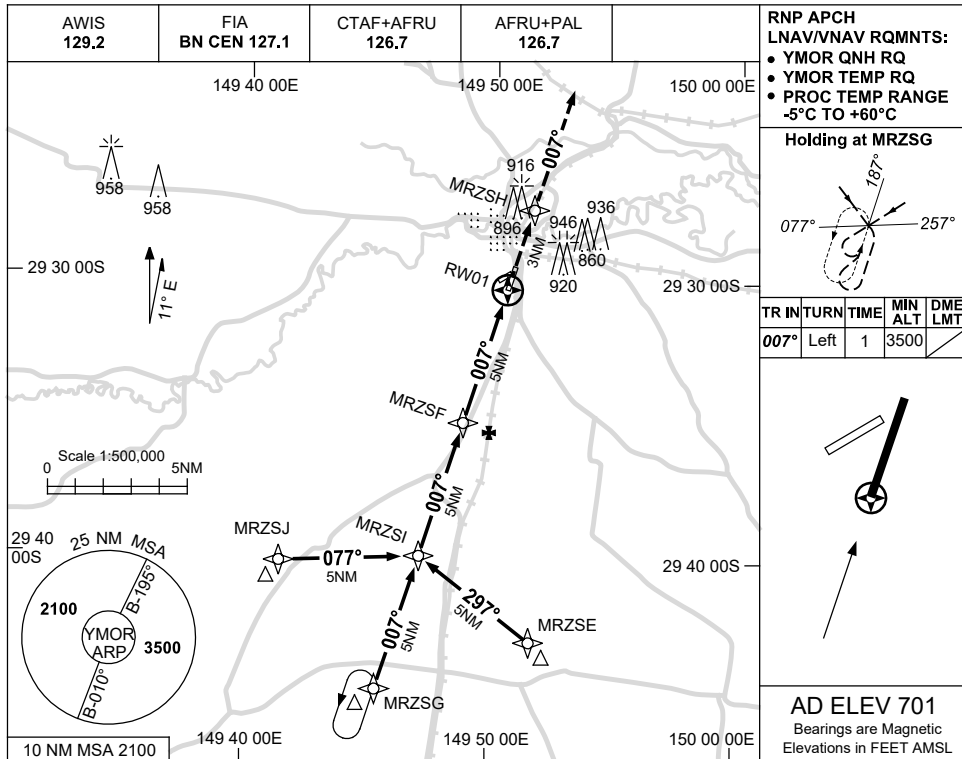 AWIS
129.2
FIA
BN CEN 127.1
CTAF+AFRU
126.7
AFRU+PAL
126.7
RNP APCH
LNAV/VNAV RQMNTS:
• YMOR QNH RQ
• YMOR TEMP RQ
• PROC TEMP RANGE
-5°C TO +60°C
149 40 00E
149 50 00E
150 00 00E
Holding at MRZSG
187°
077°
257°
TR IN
TURN
TIME
MIN
ALT
DME
LMT
007°
Left
1
3500
958
958
916
MRZSH
007°
896
946
936
860
920
3NM
29 30 00S
11° E
RW01
29 30 00S
007°
5NM
MRZSF
Scale 1:500,000
0
5NM
007°
5NM
MRZSI
MRZSJ
077°
5NM
29 40
00S
29 40 00S
297°
5NM
MRZSE
007°
5NM
MRZSG
25 NM MSA
B-195°
2100
YMOR
ARP
3500
B-010°
10 NM MSA 2100
149 40 00E
149 50 00E
150 00 00E
AD ELEV 701
Bearings are Magnetic
Elevations in FEET AMSL